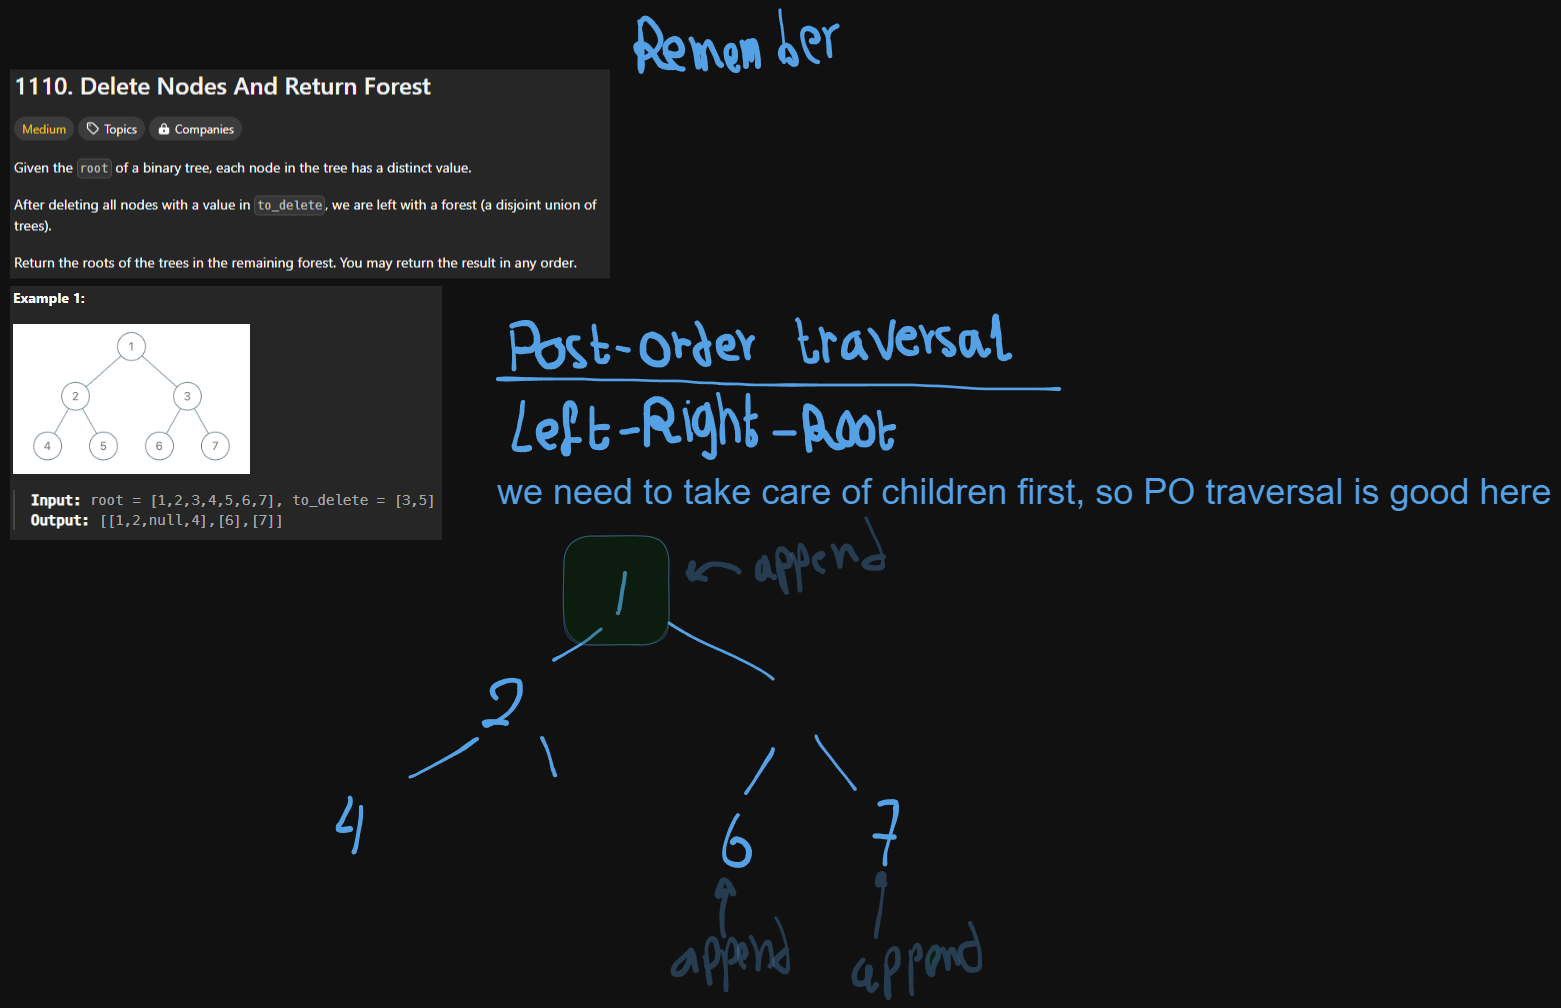 Remember
1110. Delete Nodes And Return Forest
Medium Topics Companies
Given the root of a binary tree, each node in the tree has a distinct value.
After deleting all nodes with a value in to_delete, we are left with a forest (a disjoint union of
trees).
Return the roots of the trees in the remaining forest. You may return the result in any order.
Example 1:
1
2 3
4 5 6 7
Input: root = [1,2,3,4,5,6,7], to_delete = [3,5]
Output: [[1,2,null,4],[6],[7]]
Post-order traversal
Left-Right-Root
we need to take care of children first, so PO traversal is good here
1 append
2
4 6 7
append append